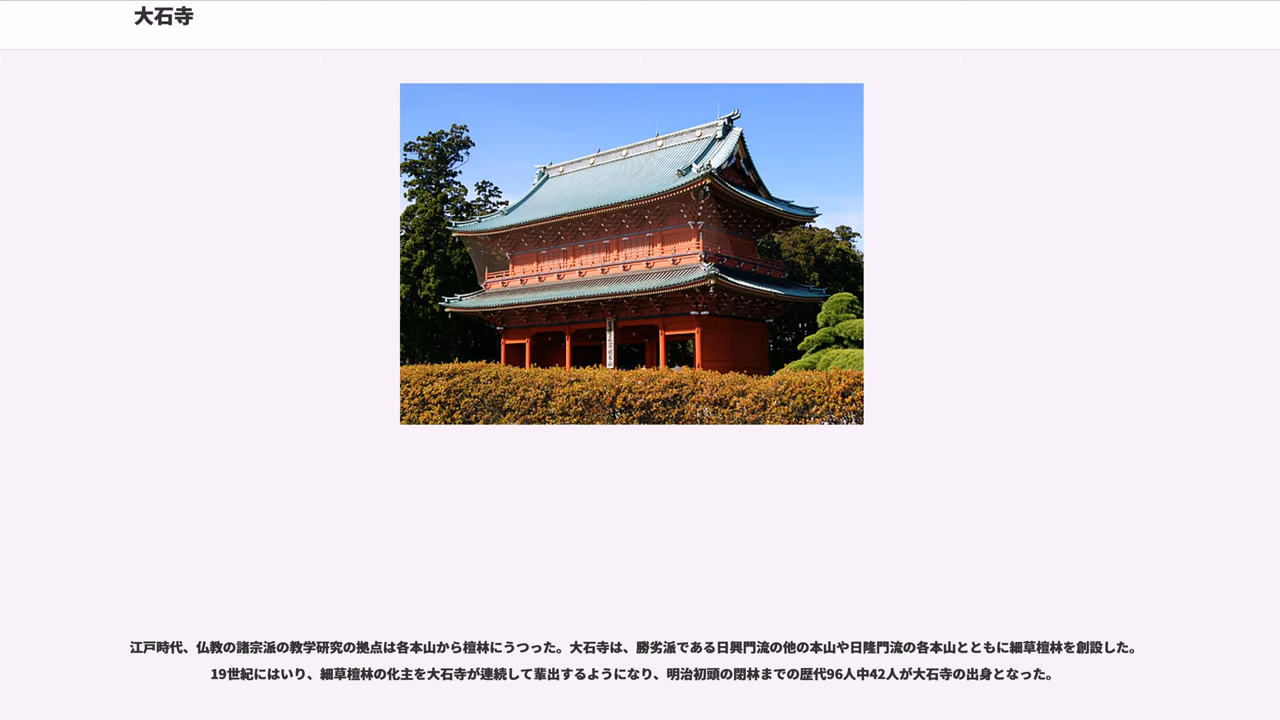 大石寺
江戸時代、仏教の諸宗派の教学研究の拠点は各本山から檀林にうつった。大石寺は、勝劣派である日興門流の他の本山や日隆門流の各本山とともに細草檀林を創設した。
19世紀にはいり、細草檀林の化主を大石寺が連続して輩出するようになり、明治初頭の閉林までの歴代96人中42人が大石寺の出身となった。